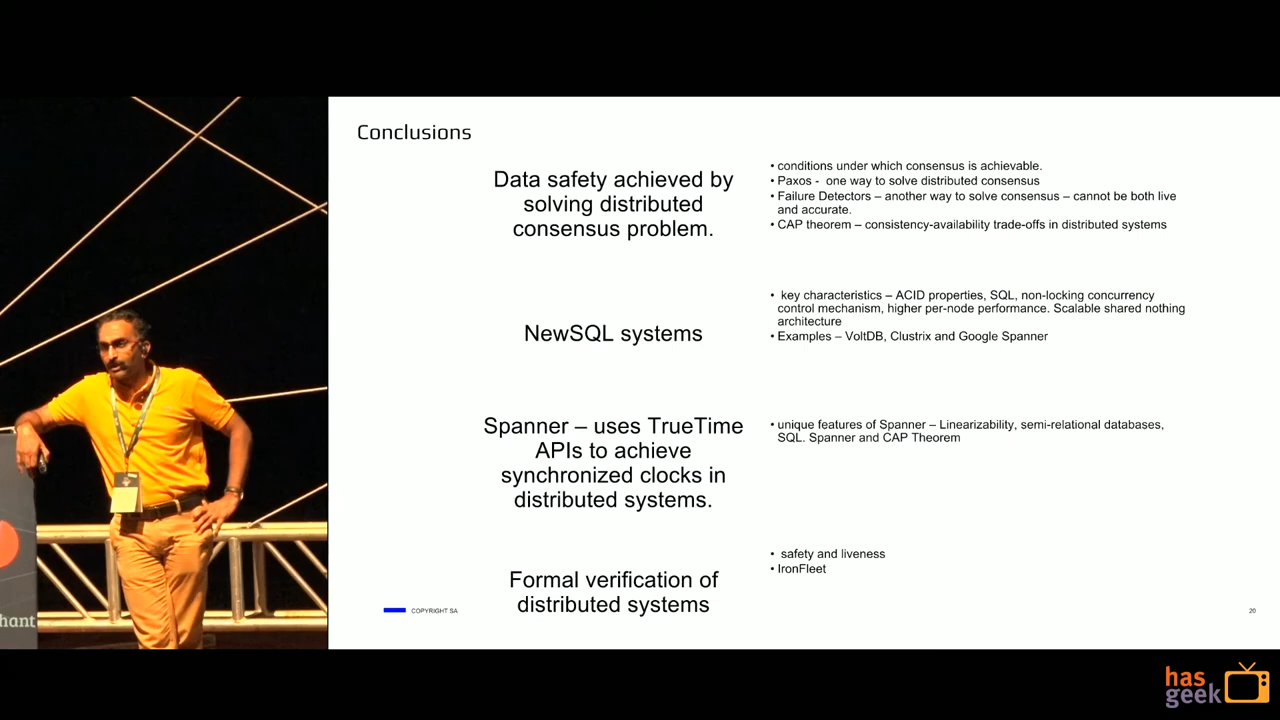 Conclusions
Data safety achieved by
solving distributed
consensus problem.
• conditions under which consensus is achievable.
• Paxos - one way to solve distributed consensus
• Failure Detectors – another way to solve consensus – cannot be both live
and accurate.
• CAP theorem – consistency-availability trade-offs in distributed systems
NewSQL systems
• key characteristics – ACID properties, SQL, non-locking concurrency
control mechanism, higher per-node performance. Scalable shared nothing
architecture
• Examples – VoltDB, Clustrix and Google Spanner
Spanner – uses TrueTime
APIs to achieve
synchronized clocks in
distributed systems.
• unique features of Spanner – Linearizability, semi-relational databases,
SQL. Spanner and CAP Theorem
Formal verification of
distributed systems
• safety and liveness
• IronFleet
COPYRIGHT SA
20
hant
has
geek